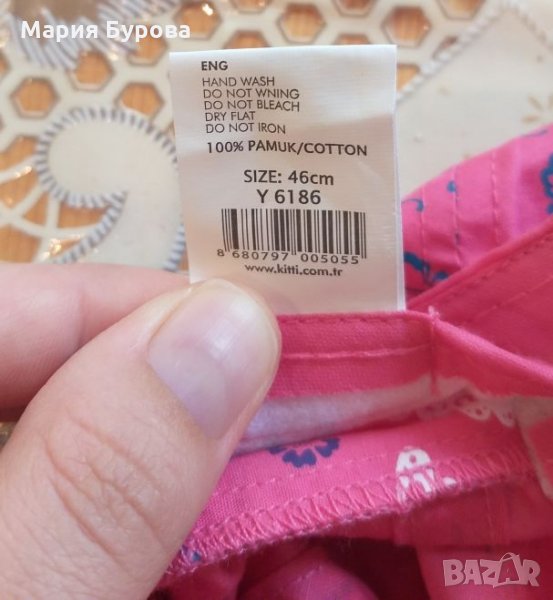 Мария Бурова
ENG
HAND WASH
DO NOT WNING
DO NOT BLEACH
DRY FLAT
DO NOT IRON
100% PAMUK/COTTON
SIZE: 46cm
Y 6186
8 680797 005055
www.kitti.com.tr
BAZAR